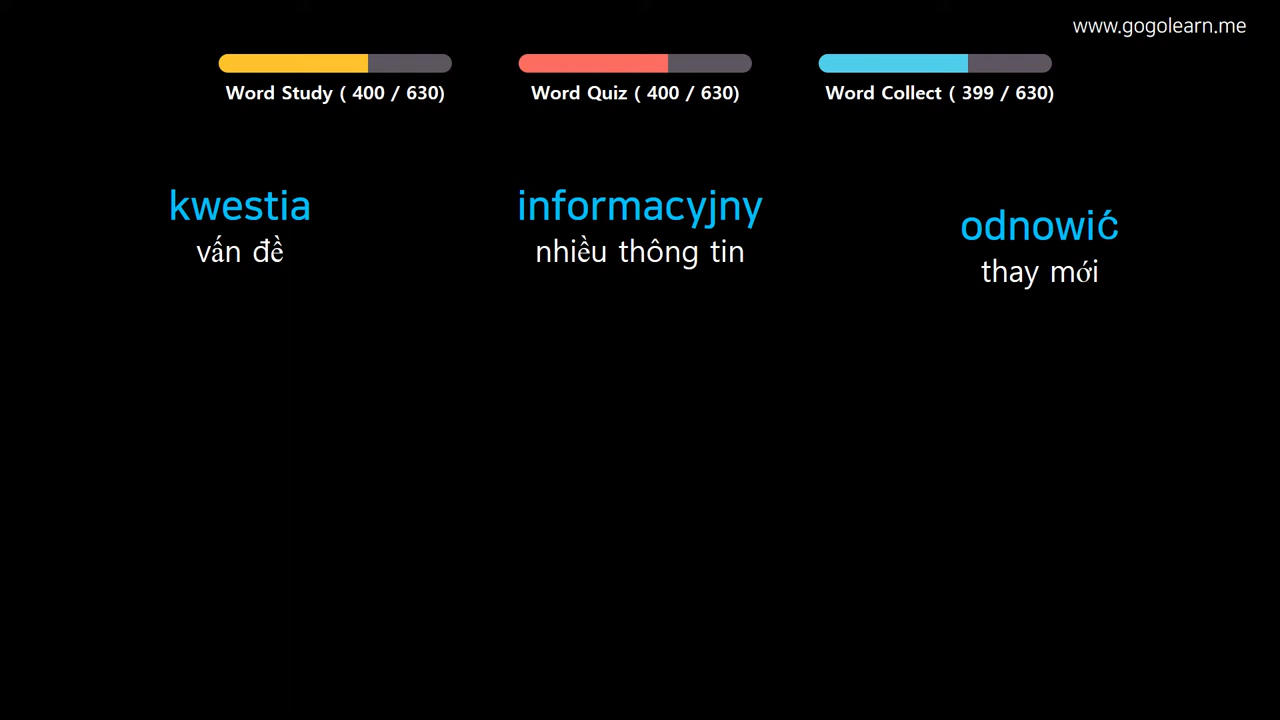 www.gogolearn.me
Word Study ( 400 / 630)
Word Quiz ( 400 / 630)
Word Collect ( 399 / 630)
kwestia
vấn đề
informacyjny
nhiều thông tin
odnowić
thay mới